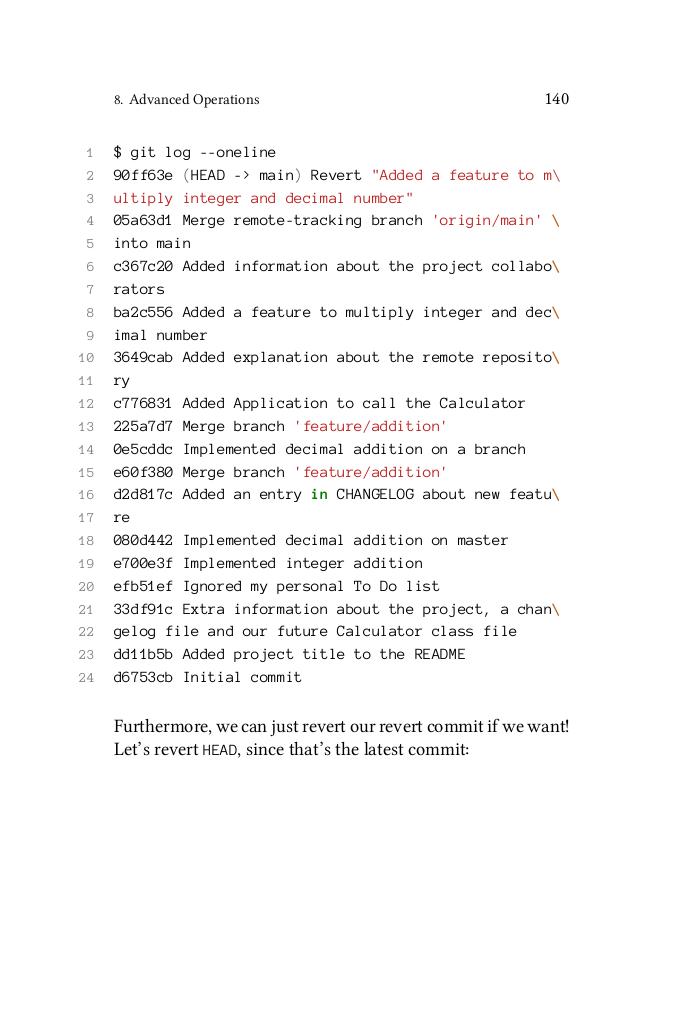 8. Advanced Operations 140
1 $ git log --oneline
2 90ff63e (HEAD -> main) Revert "Added a feature to m\
3 ultiply integer and decimal number"
4 05a63d1 Merge remote-tracking branch 'origin/main' \
5 into main
6 c367c20 Added information about the project collabo\
7 rators
8 ba2c556 Added a feature to multiply integer and dec\
9 imal number
10 3649cab Added explanation about the remote reposito\
11 ry
12 c776831 Added Application to call the Calculator
13 225a7d7 Merge branch 'feature/addition'
14 0e5cddc Implemented decimal addition on a branch
15 e60f380 Merge branch 'feature/addition'
16 d2d817c Added an entry in CHANGELOG about new featu\
17 re
18 080d442 Implemented decimal addition on master
19 e700e3f Implemented integer addition
20 efb51ef Ignored my personal To Do list
21 33df91c Extra information about the project, a chan\
22 gelog file and our future Calculator class file
23 dd11b5b Added project title to the README
24 d6753cb Initial commit
Furthermore, we can just revert our revert commit if we want!
Let's revert HEAD, since that's the latest commit: